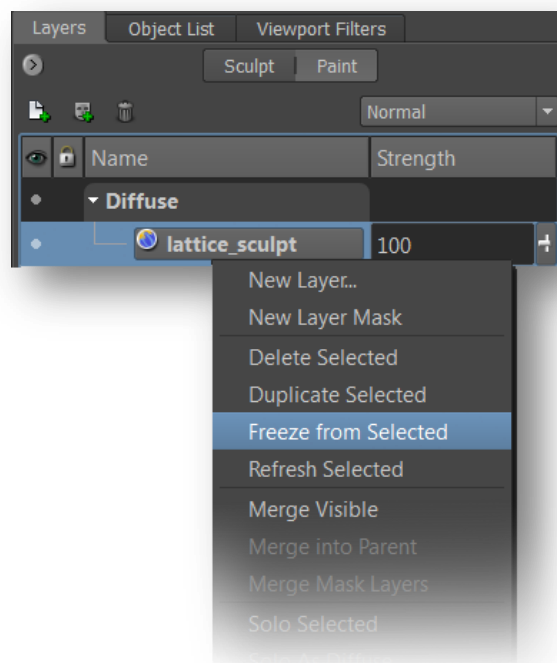 Layers Object List Viewport Filters
Sculpt Paint
Normal
Name Strength
Diffuse
lattice_sculpt 100
New Layer...
New Layer Mask
Delete Selected
Duplicate Selected
Freeze from Selected
Refresh Selected
Merge Visible
Merge into Parent
Merge Mask Layers
Solo Selected